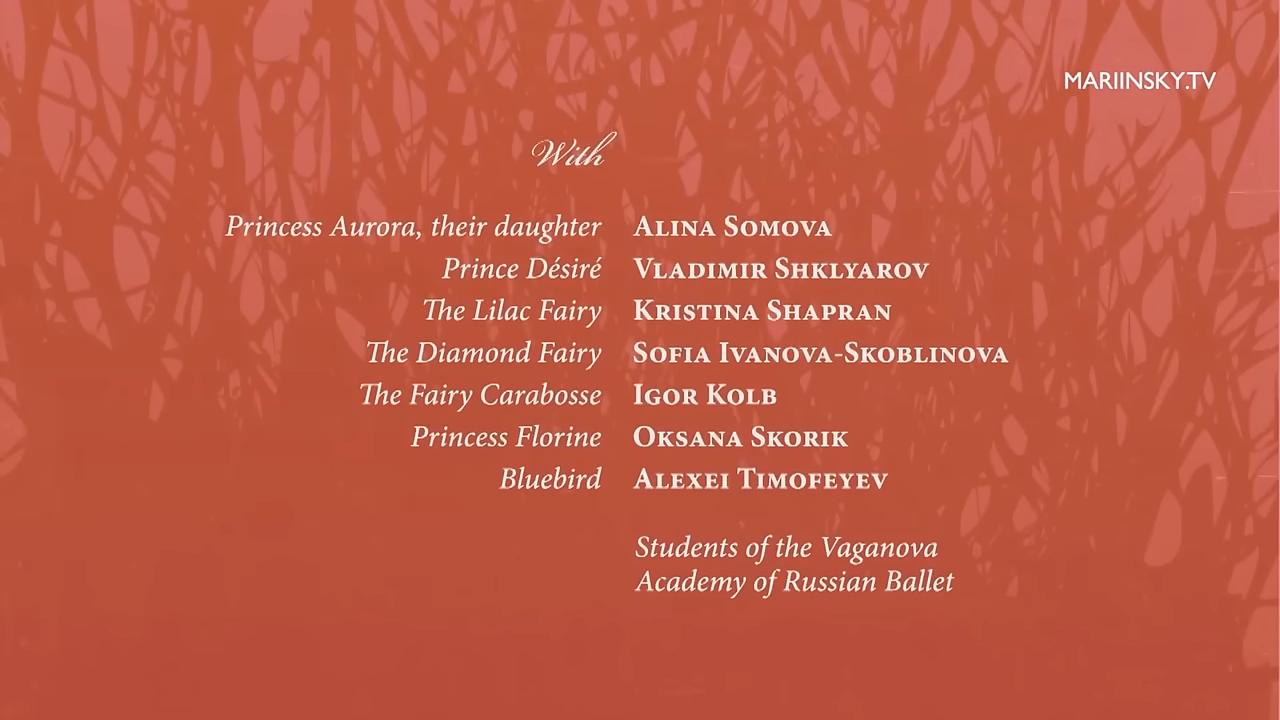 MARIINSKY.TV
With
Princess Aurora, their daughter ALINA SOMOVA
Prince Désiré VLADIMIR SHKLYAROV
The Lilac Fairy KRISTINA SHAPRAN
The Diamond Fairy SOFIA IVANOVA-SKOBLINOVA
The Fairy Carabosse IGOR KOLB
Princess Florine OKSANA SKORIK
Bluebird ALEXEI TIMOFEYEV
Students of the Vaganova
Academy of Russian Ballet